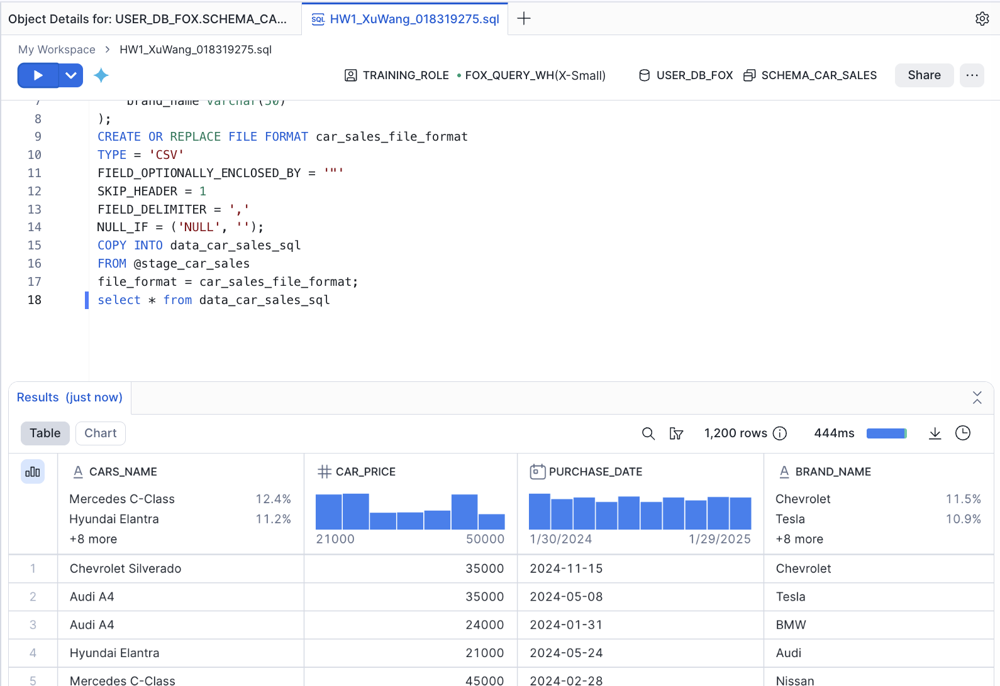 Object Details for: USER_DB_FOX.SCHEMA_CA...
SQL HW1_XuWang_018319275.sql
My Workspace > HW1_XuWang_018319275.sql
TRAINING_ROLE • FOX_QUERY_WH(X-Small) USER_DB_FOX SCHEMA_CAR_SALES Share ...
7 brand_name varchar(50)
8 );
9 CREATE OR REPLACE FILE FORMAT car_sales_file_format
10 TYPE = 'CSV'
11 FIELD_OPTIONALLY_ENCLOSED_BY = '"'
12 SKIP_HEADER = 1
13 FIELD_DELIMITER = ','
14 NULL_IF = ('NULL', '');
15 COPY INTO data_car_sales_sql
16 FROM @stage_car_sales
17 file_format = car_sales_file_format;
18 select * from data_car_sales_sql
Results (just now)
Table Chart 1,200 rows 444ms
CARS_NAME CAR_PRICE PURCHASE_DATE BRAND_NAME
Mercedes C-Class 12.4% Chevrolet 11.5%
Hyundai Elantra 11.2% Tesla 10.9%
+8 more 21000 50000 1/30/2024 1/29/2025 +8 more
1 Chevrolet Silverado 35000 2024-11-15 Chevrolet
2 Audi A4 35000 2024-05-08 Tesla
3 Audi A4 24000 2024-01-31 BMW
4 Hyundai Elantra 21000 2024-05-24 Audi
5 Mercedes C-Class 45000 2024-02-28 Nissan